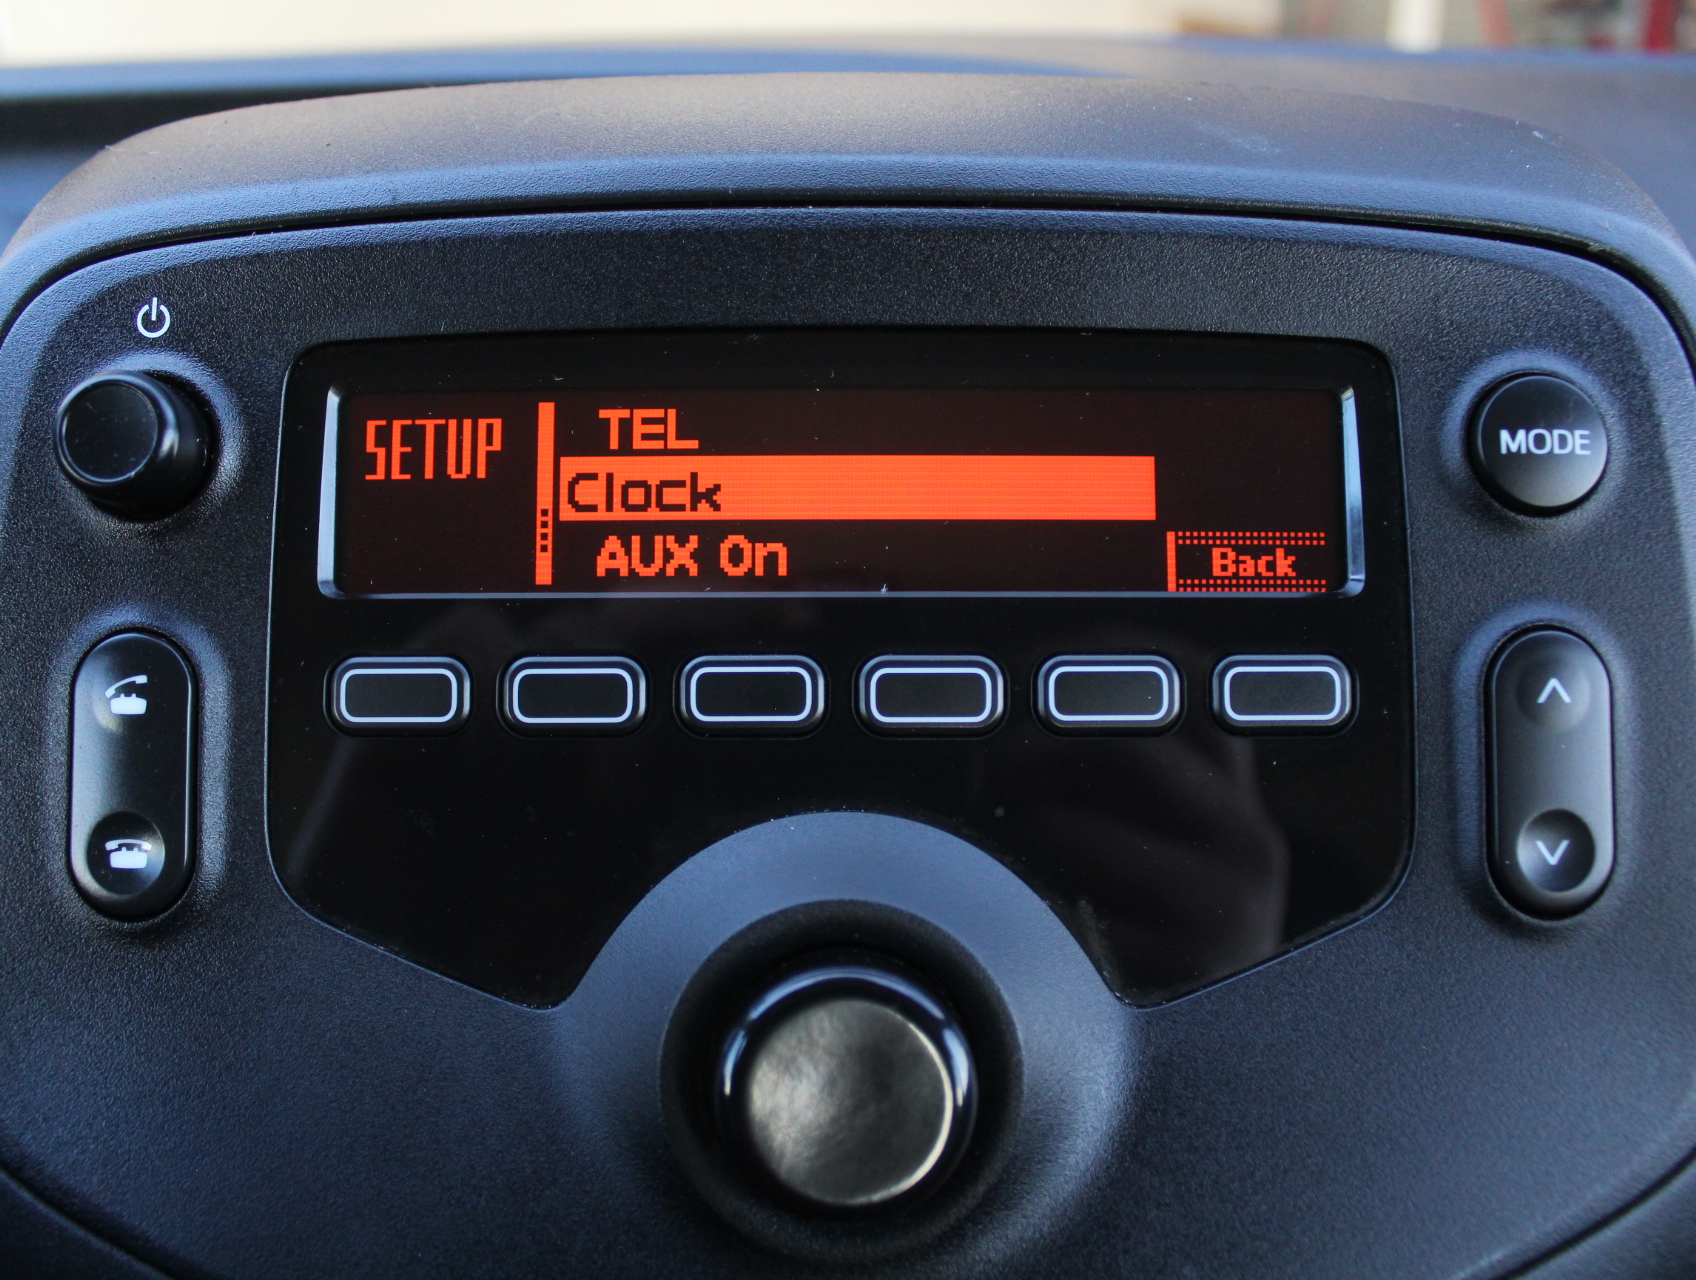 SETUP
TEL
Clock
AUX On
Back
MODE